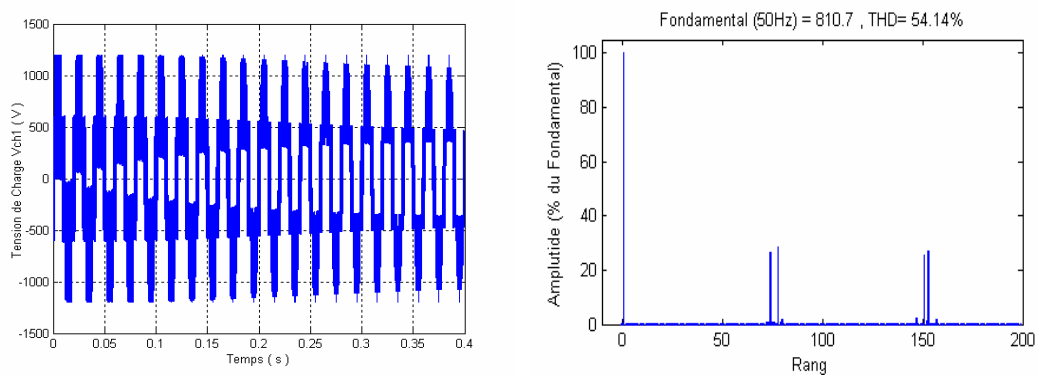 1500
1000
500
0
-500
-1000
-1500
Tension de Charge Vch1 ( V )
0 0.05 0.1 0.15 0.2 0.25 0.3 0.35 0.4
Temps ( s )
Fondamental (50Hz) = 810.7 , THD= 54.14%
100
80
60
40
20
0
Amplutide (% du Fondamental)
0 50 100 150 200
Rang